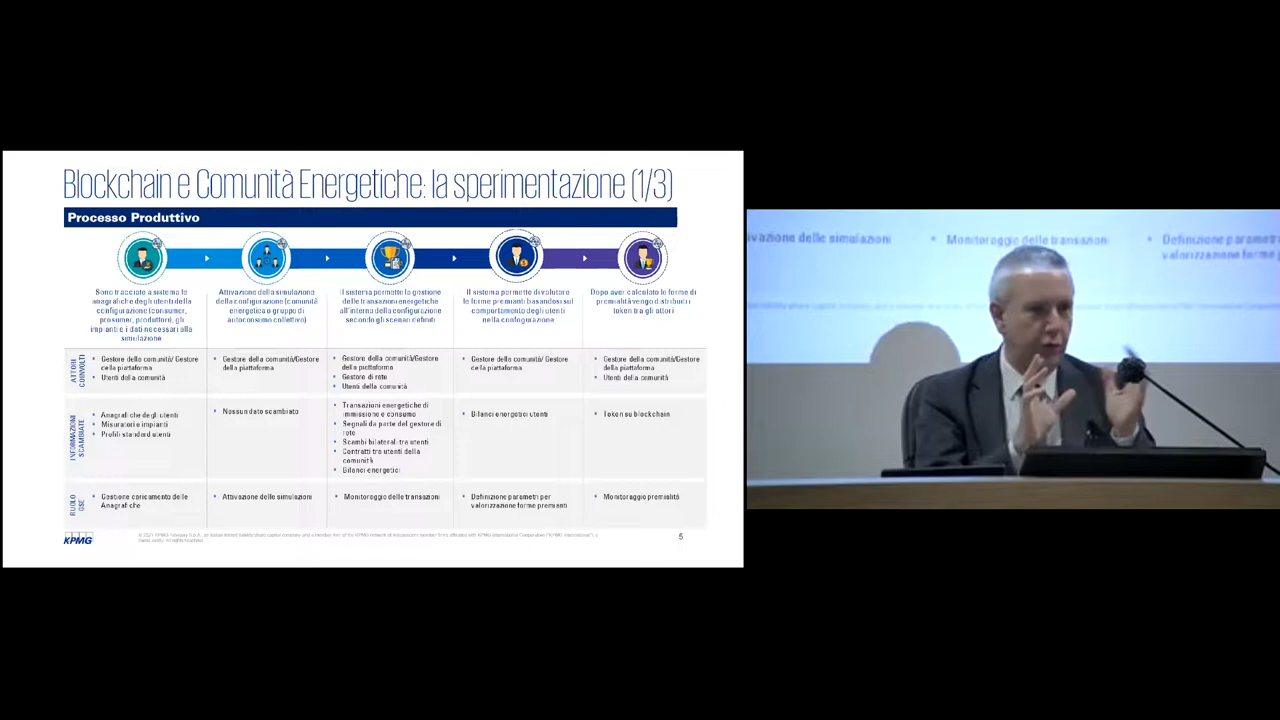 Blockchain e Comunità Energetiche: la sperimentazione (1/3)
Processo Produttivo
Sono tracciate a sistema le
anagrafiche degli utenti della
configurazione (consumer,
prosumer, produttori), gli
impianti e i dati necessari alla
simulazione
Attivazione della simulazione
della configurazione (comunità
energetica o gruppo di
autoconsumo collettivo)
Il sistema permette la gestione
delle transazioni energetiche
all'interno della configurazione
secondo gli scenari definiti
Il sistema permette di valutare
le forme premianti basandosi sul
comportamento degli utenti
nella configurazione
Dopo aver calcolato le forme di
premialità vengo distribuiti i
token tra gli attori
ATTORI
COINVOLTI
• Gestore della comunità/ Gestore
della piattaforma
• Utenti della comunità
• Gestore della comunità/Gestore
della piattaforma
• Gestore della comunità/Gestore
della piattaforma
• Gestore di rete
• Utenti della comunità
• Gestore della comunità/ Gestore
della piattaforma
• Gestore della comunità/Gestore
della piattaforma
• Utenti della comunità
INFORMAZIONI
SCAMBIATE
• Anagrafiche degli utenti
• Misuratori e impianti
• Profili standard utenti
• Nessun dato scambiato
• Transazioni energetiche di
immissione e consumo
• Segnali da parte del gestore di
rete
• Scambi bilaterali tra utenti
• Contratti tra utenti della
comunità
• Bilanci energetici
• Bilanci energetici utenti
• Token su blockchain
RUOLO
GSE
• Gestione caricamento delle
Anagrafiche
• Attivazione delle simulazioni
• Monitoraggio delle transazioni
• Definizione parametri per
valorizzazione forme premianti
• Monitoraggio premialità
KPMG
5
ivazione delle simulazioni
• Monitoraggio delle transazioni
• Definizione parametri
valorizzazione forme p